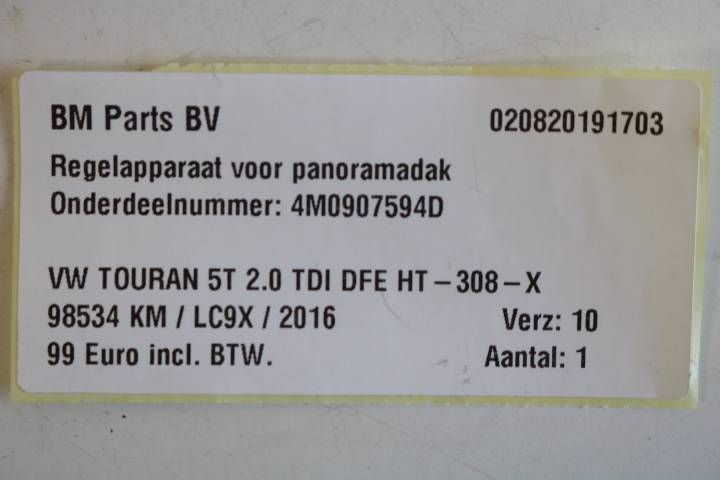 BM Parts BV 020820191703
Regelapparaat voor panoramadak
Onderdeelnummer: 4M0907594D
VW TOURAN 5T 2.0 TDI DFE HT-308-X
98534 KM / LC9X / 2016 Verz: 10
99 Euro incl. BTW. Aantal: 1